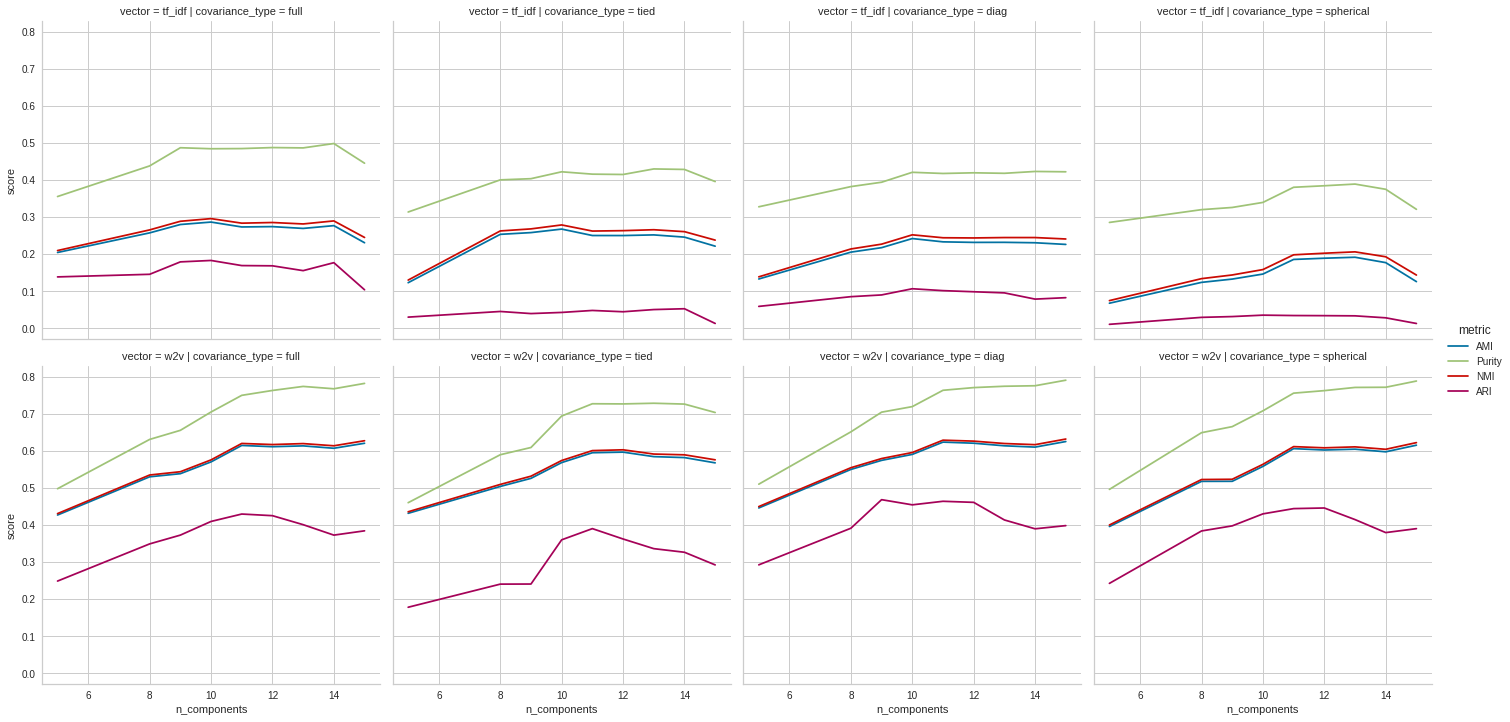 vector = tf_idf | covariance_type = full
vector = tf_idf | covariance_type = tied
vector = tf_idf | covariance_type = diag
vector = tf_idf | covariance_type = spherical
0.8
0.7
0.6
0.5
0.4
0.3
0.2
0.1
0.0
score
vector = w2v | covariance_type = full
vector = w2v | covariance_type = tied
vector = w2v | covariance_type = diag
vector = w2v | covariance_type = spherical
0.8
0.7
0.6
0.5
0.4
0.3
0.2
0.1
0.0
score
6 8 10 12 14
n_components
6 8 10 12 14
n_components
6 8 10 12 14
n_components
6 8 10 12 14
n_components
metric
AMI
Purity
NMI
ARI